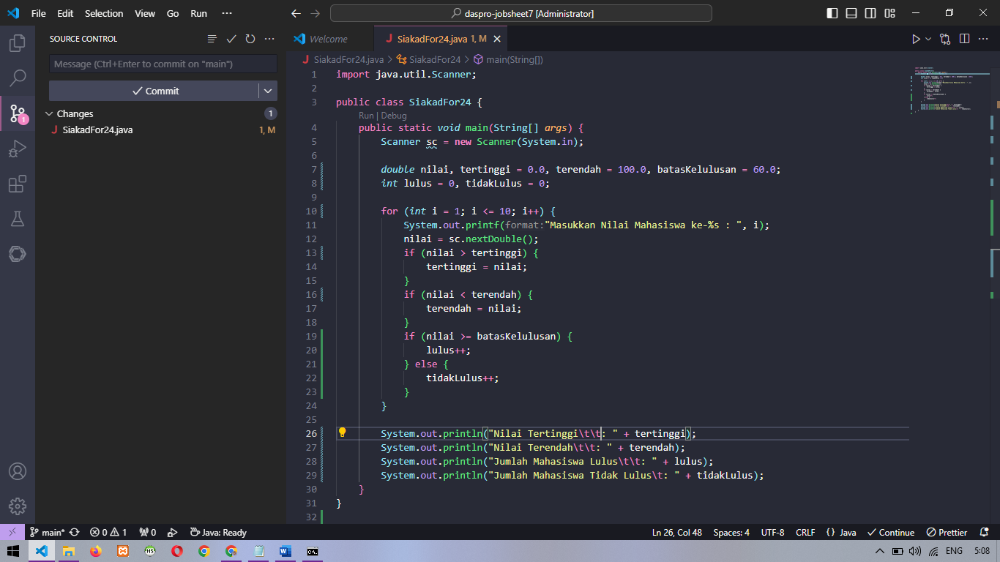 File Edit Selection View Go Run ··· daspro-jobsheet7 [Administrator]
SOURCE CONTROL
Message (Ctrl+Enter to commit on "main")
Commit
Changes 1
J SiakadFor24.java 1, M
1
Welcome J SiakadFor24.java 1, M
J SiakadFor24.java > SiakadFor24 > main(String[])
1 import java.util.Scanner;
2
3 public class SiakadFor24 {
Run | Debug
4 public static void main(String[] args) {
5 Scanner sc = new Scanner(System.in);
6
7 double nilai, tertinggi = 0.0, terendah = 100.0, batasKelulusan = 60.0;
8 int lulus = 0, tidakLulus = 0;
9
10 for (int i = 1; i <= 10; i++) {
11 System.out.printf(format:"Masukkan Nilai Mahasiswa ke-%s : ", i);
12 nilai = sc.nextDouble();
13 if (nilai > tertinggi) {
14 tertinggi = nilai;
15 }
16 if (nilai < terendah) {
17 terendah = nilai;
18 }
19 if (nilai >= batasKelulusan) {
20 lulus++;
21 } else {
22 tidakLulus++;
23 }
24 }
25
26 System.out.println("Nilai Tertinggi\t\t: " + tertinggi);
27 System.out.println("Nilai Terendah\t\t: " + terendah);
28 System.out.println("Jumlah Mahasiswa Lulus\t\t: " + lulus);
29 System.out.println("Jumlah Mahasiswa Tidak Lulus\t: " + tidakLulus);
30 }
31 }
32
main* 0 1 0 Java: Ready Ln 26, Col 48 Spaces: 4 UTF-8 CRLF {} Java Continue Prettier
HS ENG 5:08